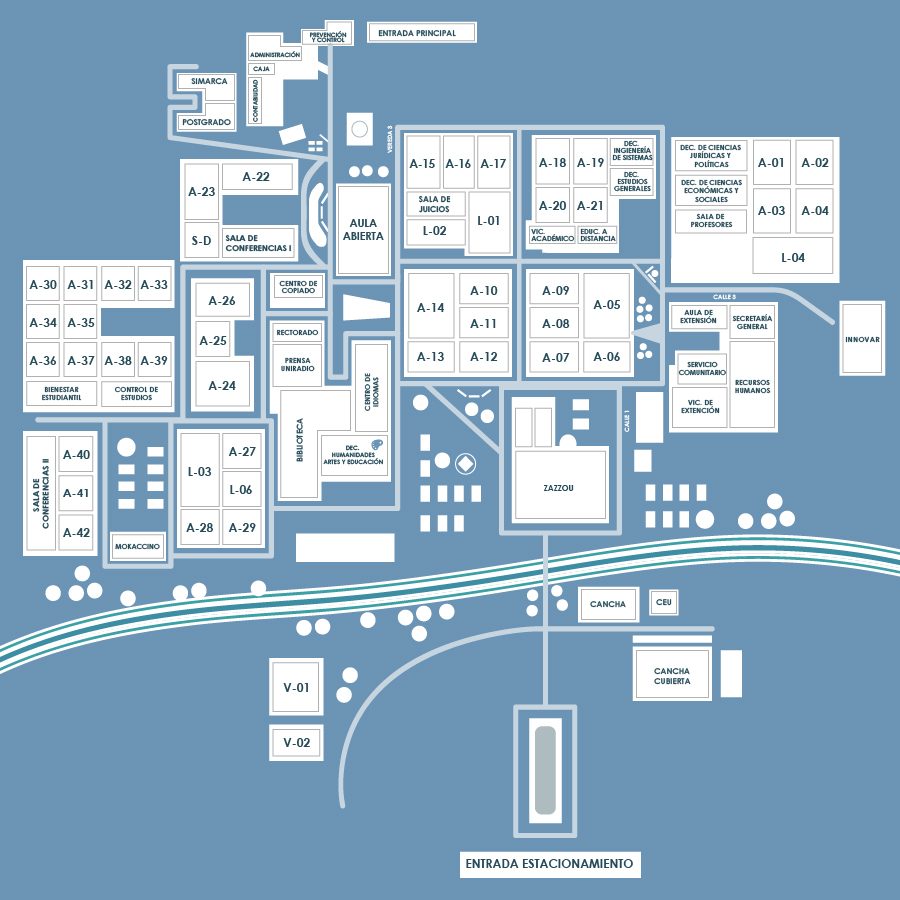 PREVENCIÓN
Y CONTROL
ENTRADA PRINCIPAL
ADMINISTRACIÓN
CAJA
CONTABILIDAD
SIMARCA
POSTGRADO
VEREDA 3
A-15
A-16
A-17
SALA DE
JUICIOS
L-01
L-02
A-18
A-19
DEC.
INGIENERÍA
DE SISTEMAS
DEC.
ESTUDIOS
GENERALES
A-20
A-21
VIC.
ACADÉMICO
EDUC. A
DISTANCIA
DEC. DE CIENCIAS
JURÍDICAS Y
POLÍTICAS
A-01
A-02
DEC. DE CIENCIAS
ECONÓMICAS Y
SOCIALES
A-03
A-04
SALA DE
PROFESORES
L-04
A-22
A-23
S-D
SALA DE
CONFERENCIAS I
AULA
ABIERTA
A-30
A-31
A-32
A-33
A-34
A-35
A-36
A-37
A-38
A-39
BIENESTAR
ESTUDIANTIL
CONTROL DE
ESTUDIOS
A-26
A-25
A-24
CENTRO DE
COPIADO
RECTORADO
PRENSA
UNIRADIO
CENTRO DE
IDIOMAS
BIBLIOTECA
DEC.
HUMANIDADES
ARTES Y EDUCACIÓN
A-14
A-10
A-11
A-13
A-12
A-09
A-05
A-08
A-07
A-06
CALLE 5
AULA DE
EXTENSIÓN
SECRETARÍA
GENERAL
SERVICIO
COMUNITARIO
RECURSOS
HUMANOS
VIC. DE
EXTENCIÓN
INNOVAR
CALLE 1
ZAZZOU
SALA DE
CONFERENCIAS II
A-40
A-41
A-42
MOKACCINO
L-03
A-27
L-06
A-28
A-29
CANCHA
CEU
CANCHA
CUBIERTA
V-01
V-02
ENTRADA ESTACIONAMIENTO